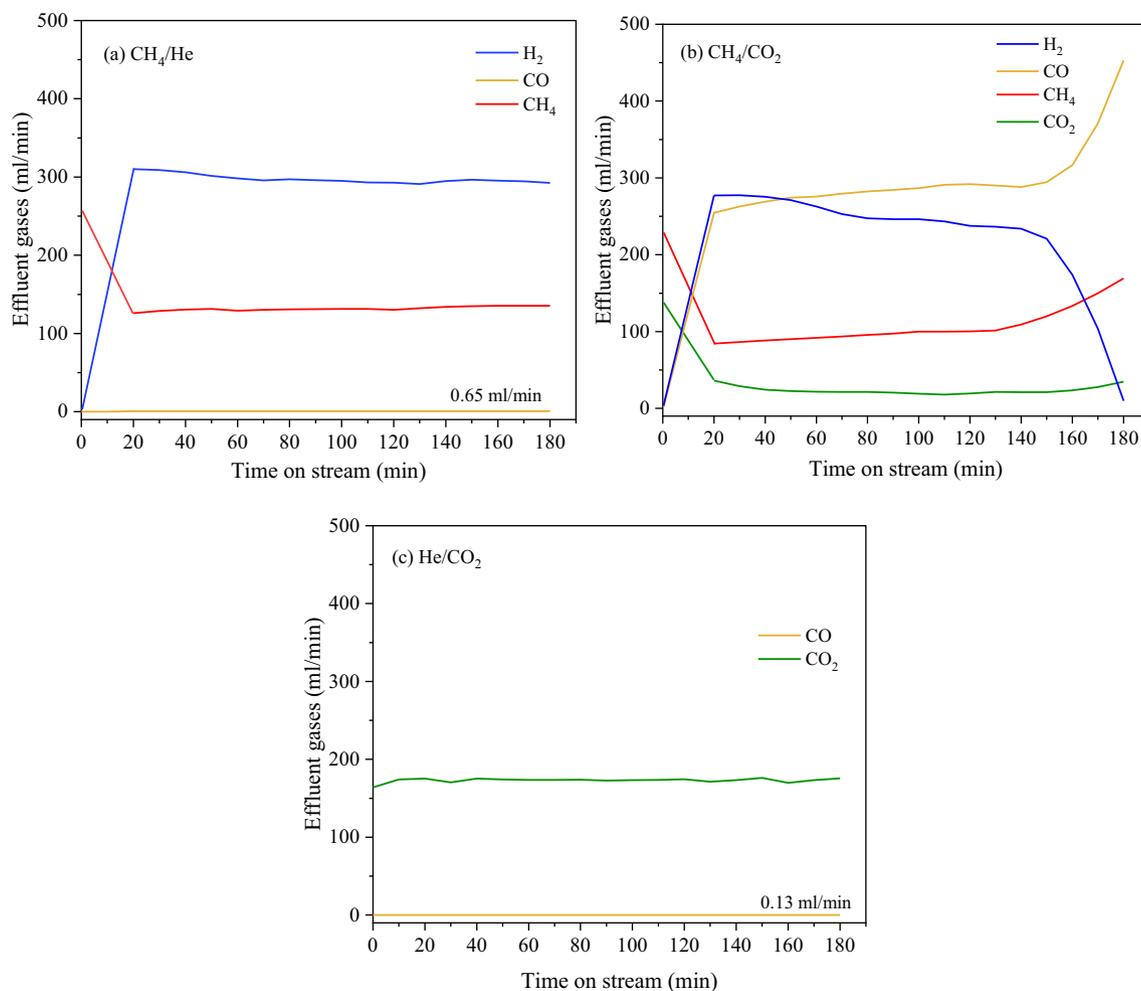 (a) CH₄/He
H₂
CO
CH₄
500
400
300
200
100
0
Effluent gases (ml/min)
0.65 ml/min
0 20 40 60 80 100 120 140 160 180
Time on stream (min)
(b) CH₄/CO₂
H₂
CO
CH₄
CO₂
500
400
300
200
100
0
Effluent gases (ml/min)
0 20 40 60 80 100 120 140 160 180
Time on stream (min)
(c) He/CO₂
CO
CO₂
500
400
300
200
100
0
Effluent gases (ml/min)
0.13 ml/min
0 20 40 60 80 100 120 140 160 180
Time on stream (min)